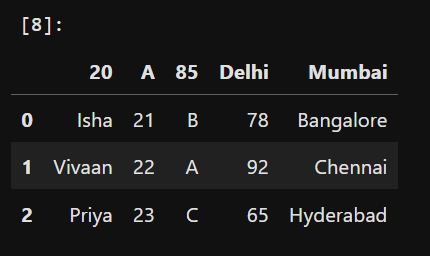 [8]:
20 A 85 Delhi Mumbai
0 Isha 21 B 78 Bangalore
1 Vivaan 22 A 92 Chennai
2 Priya 23 C 65 Hyderabad